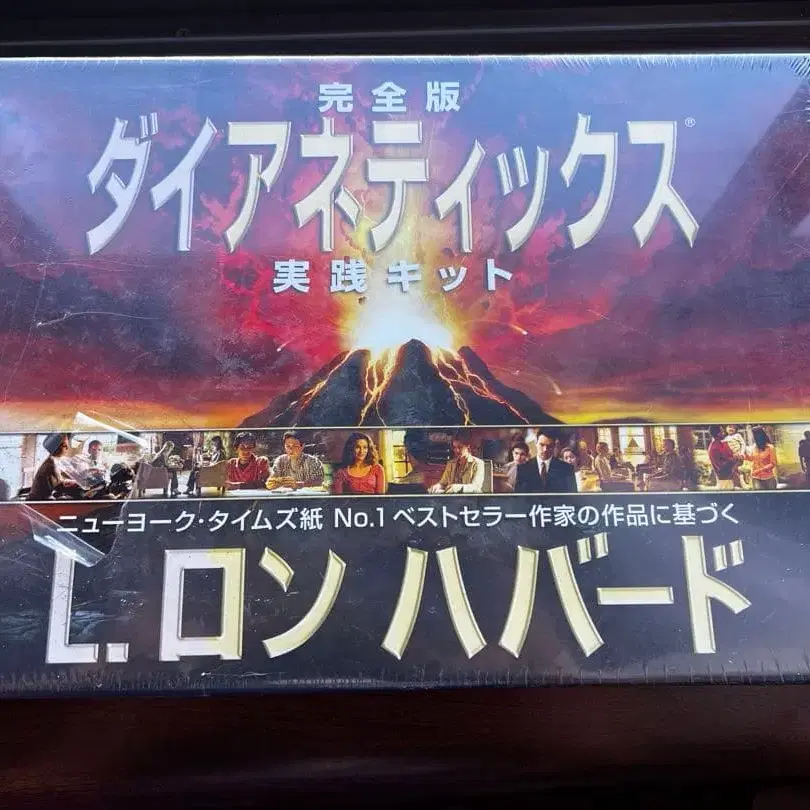 完全版
ダイアネティックス®
実践キット
ニューヨーク・タイムズ紙 No.1ベストセラー作家の作品に基づく
L. ロン ハバード